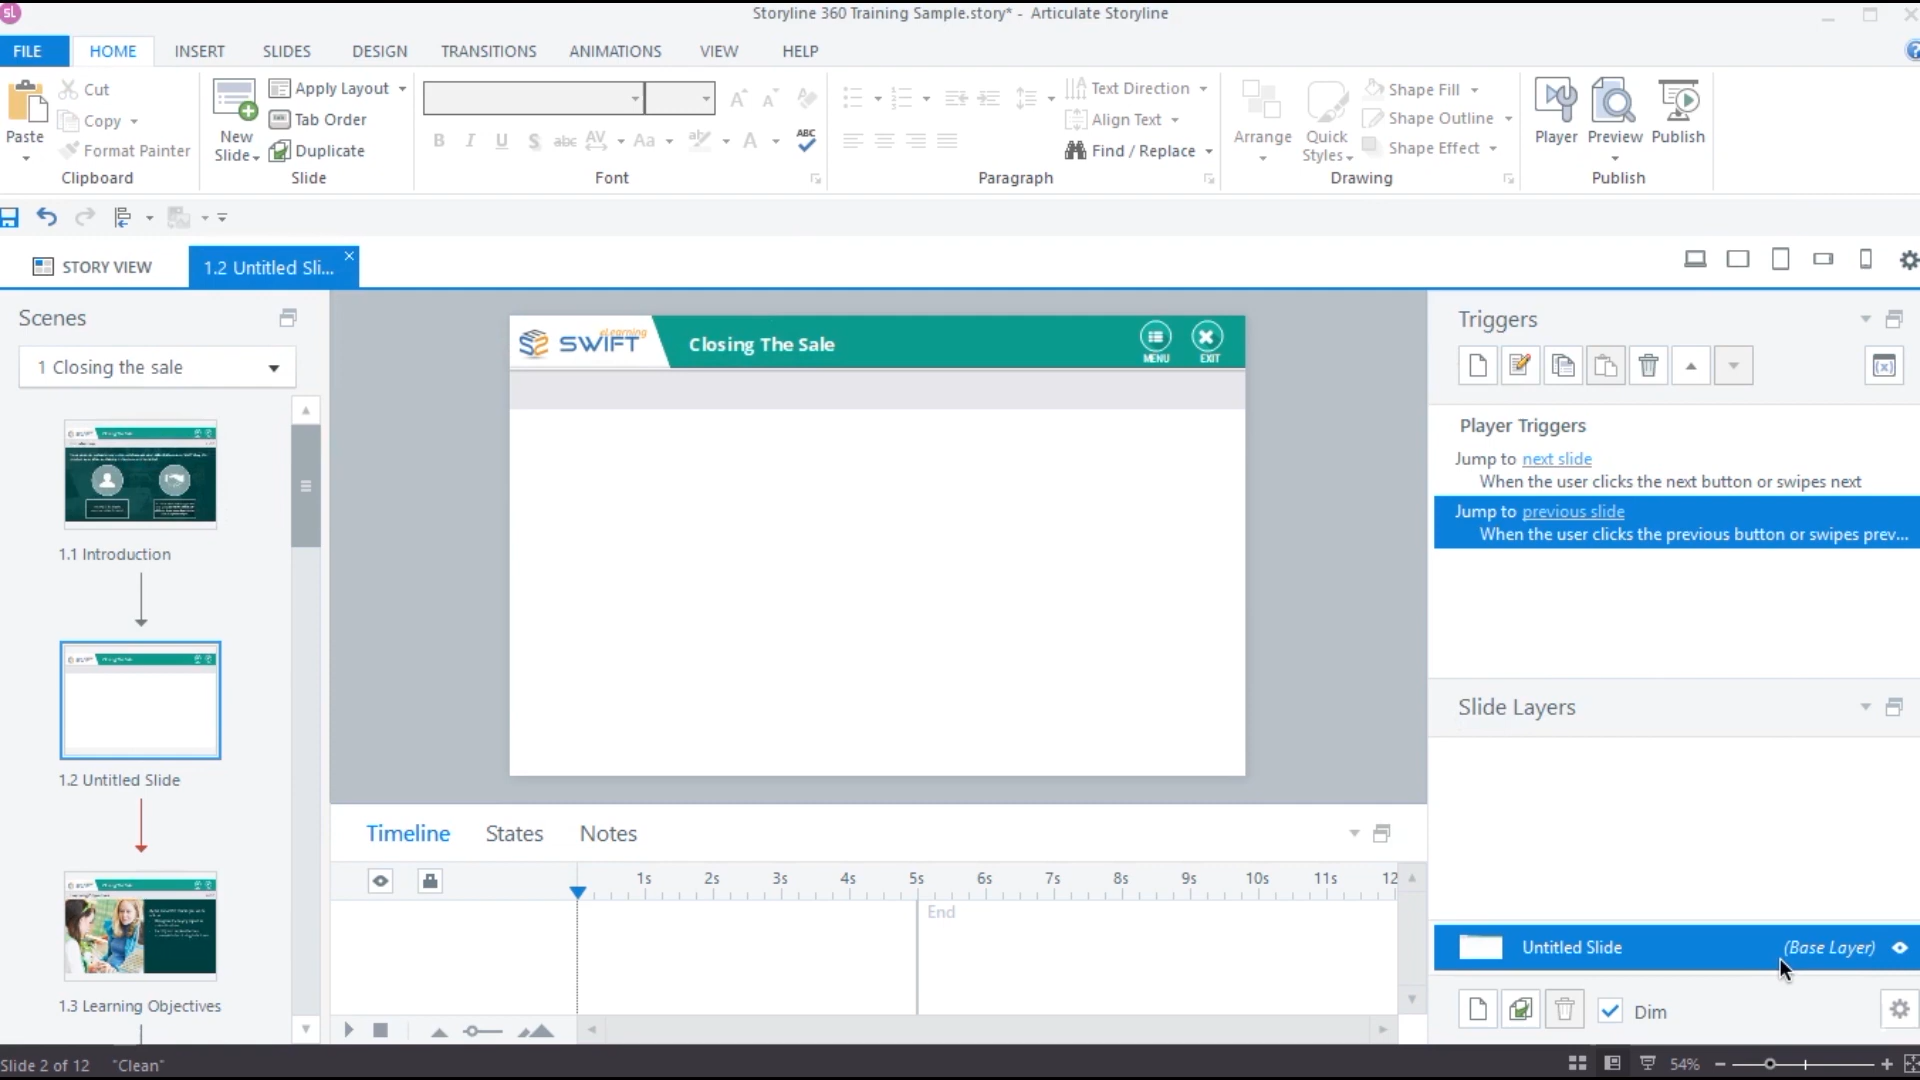 sl
Storyline 360 Training Sample.story* - Articulate Storyline
FILE HOME INSERT SLIDES DESIGN TRANSITIONS ANIMATIONS VIEW HELP
Paste
Cut
Copy
Format Painter
Clipboard
New Slide
Apply Layout
Tab Order
Duplicate
Slide
B I U S abc AV Aa A ABC
Font
Text Direction
Align Text
Find / Replace
Paragraph
Arrange
Quick Styles
Shape Fill
Shape Outline
Shape Effect
Drawing
Player
Preview
Publish
Publish
STORY VIEW
1.2 Untitled Sli...
Scenes
1 Closing the sale
1.1 Introduction
1.2 Untitled Slide
1.3 Learning Objectives
SWIFT eLearning
Closing The Sale
MENU
EXIT
Timeline States Notes
1s 2s 3s 4s 5s 6s 7s 8s 9s 10s 11s 12
End
Triggers
(x)
Player Triggers
Jump to next slide
When the user clicks the next button or swipes next
Jump to previous slide
When the user clicks the previous button or swipes prev...
Slide Layers
Untitled Slide (Base Layer)
Dim
Slide 2 of 12 "Clean"
54%